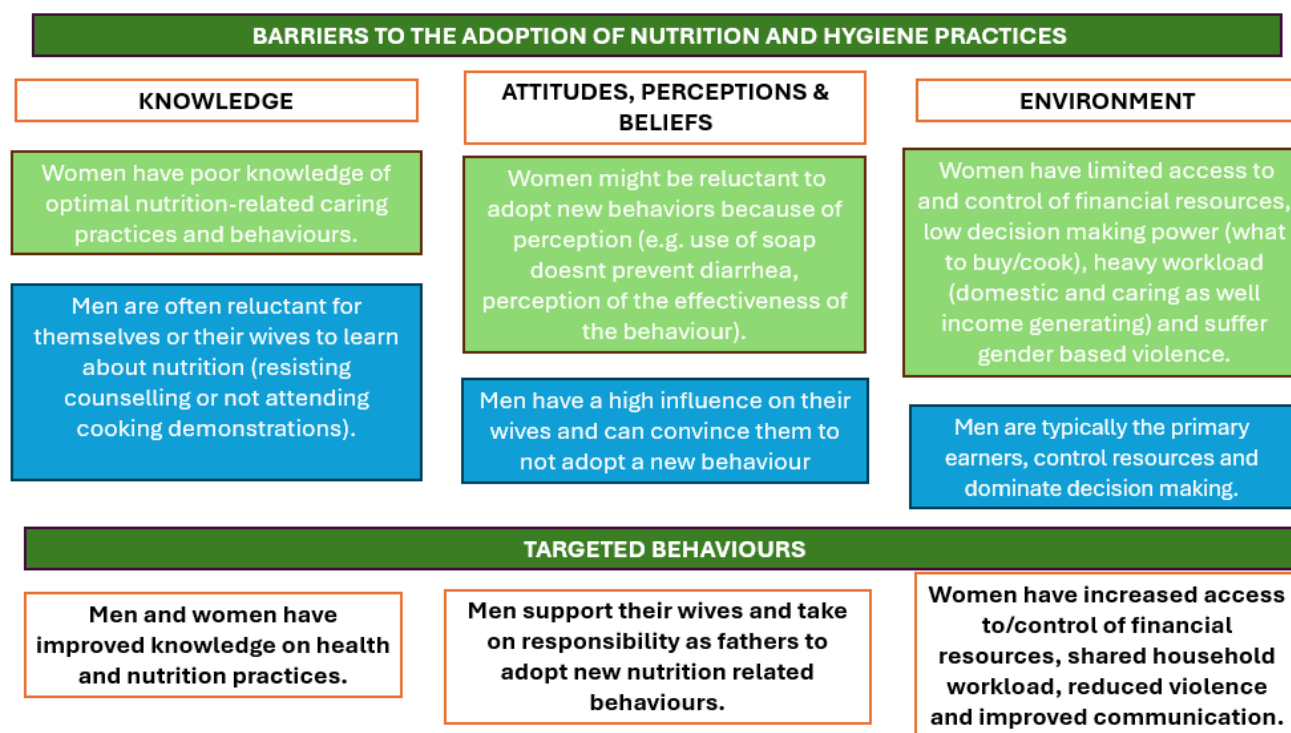 BARRIERS TO THE ADOPTION OF NUTRITION AND HYGIENE PRACTICES
KNOWLEDGE
Women have poor knowledge of
optimal nutrition-related caring
practices and behaviours.
Men are often reluctant for
themselves or their wives to learn
about nutrition (resisting
counselling or not attending
cooking demonstrations).
ATTITUDES, PERCEPTIONS &
BELIEFS
Women might be reluctant to
adopt new behaviors because of
perception (e.g. use of soap
doesnt prevent diarrhea,
perception of the effectiveness of
the behaviour).
Men have a high influence on their
wives and can convince them to
not adopt a new behaviour
ENVIRONMENT
Women have limited access to
and control of financial resources,
low decision making power (what
to buy/cook), heavy workload
(domestic and caring as well
income generating) and suffer
gender based violence.
Men are typically the primary
earners, control resources and
dominate decision making.
TARGETED BEHAVIOURS
Men and women have
improved knowledge on health
and nutrition practices.
Men support their wives and take
on responsibility as fathers to
adopt new nutrition related
behaviours.
Women have increased access
to/control of financial
resources, shared household
workload, reduced violence
and improved communication.